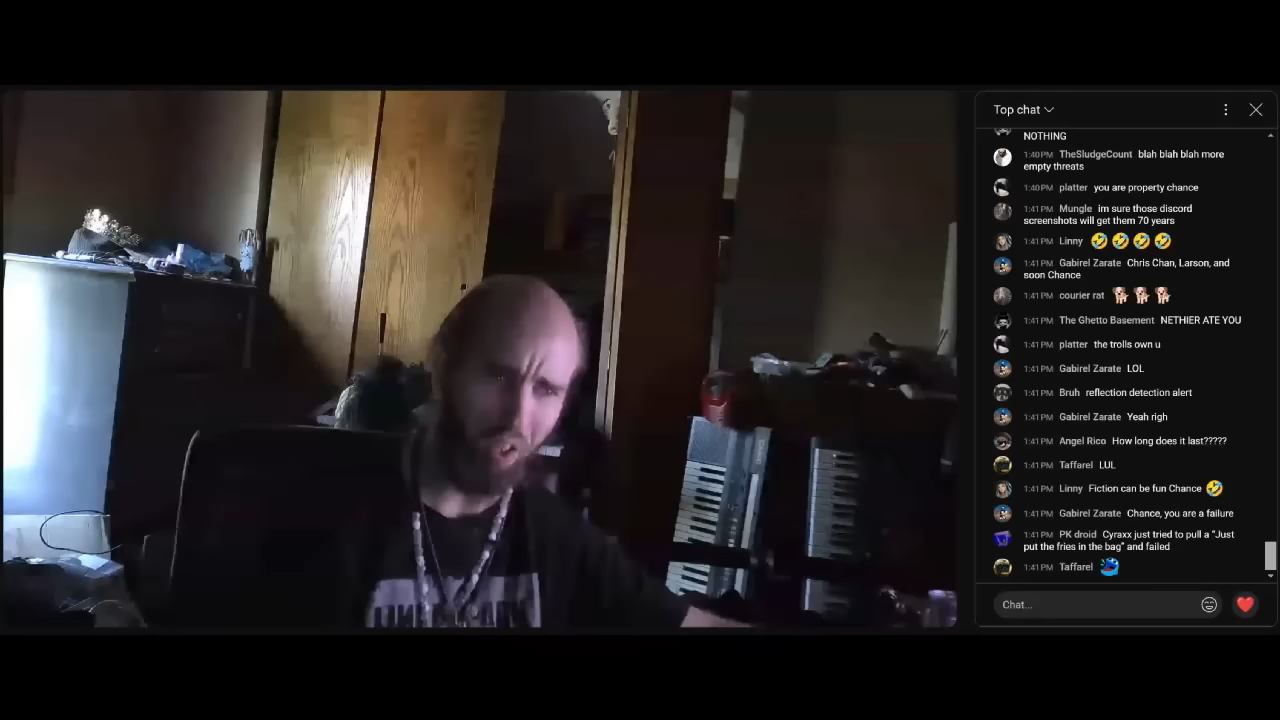 Top chat
NOTHING
1:40 PM TheSludgeCount blah blah blah more
empty threats
1:40 PM platter you are property chance
1:41 PM Mungle im sure those discord
screenshots will get them 70 years
1:41 PM Linny
1:41 PM Gabirel Zarate Chris Chan, Larson, and
soon Chance
1:41 PM courier rat
1:41 PM The Ghetto Basement NETHIER ATE YOU
1:41 PM platter the trolls own u
1:41 PM Gabirel Zarate LOL
1:41 PM Bruh reflection detection alert
1:41 PM Gabirel Zarate Yeah righ
1:41 PM Angel Rico How long does it last?????
1:41 PM Taffarel LUL
1:41 PM Linny Fiction can be fun Chance
1:41 PM Gabirel Zarate Chance, you are a failure
1:41 PM PK droid Cyraxx just tried to pull a "Just
put the fries in the bag" and failed
1:41 PM Taffarel
Chat...